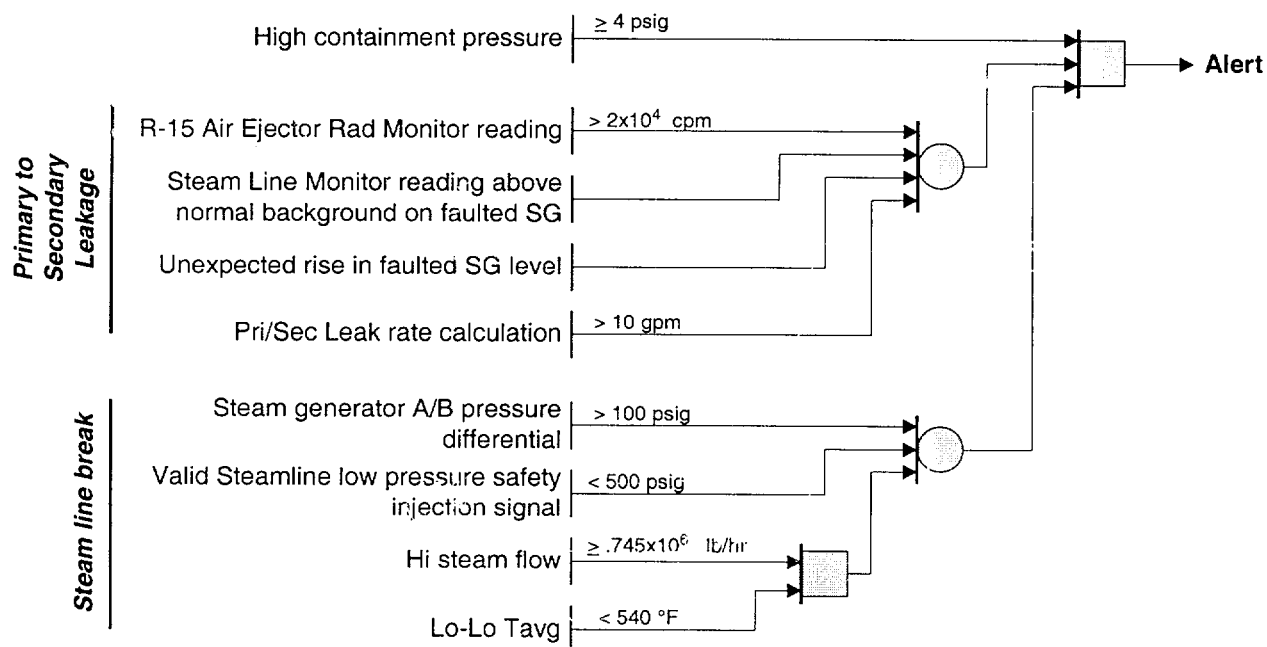 High containment pressure
≥ 4 psig
Alert
Primary to
Secondary
Leakage
R-15 Air Ejector Rad Monitor reading
> 2x10⁴ cpm
Steam Line Monitor reading above
normal background on faulted SG
Unexpected rise in faulted SG level
Pri/Sec Leak rate calculation
> 10 gpm
Steam line break
Steam generator A/B pressure
differential
> 100 psig
Valid Steamline low pressure safety
injection signal
< 500 psig
Hi steam flow
≥ .745x10⁶ lb/hr
Lo-Lo Tavg
< 540 °F